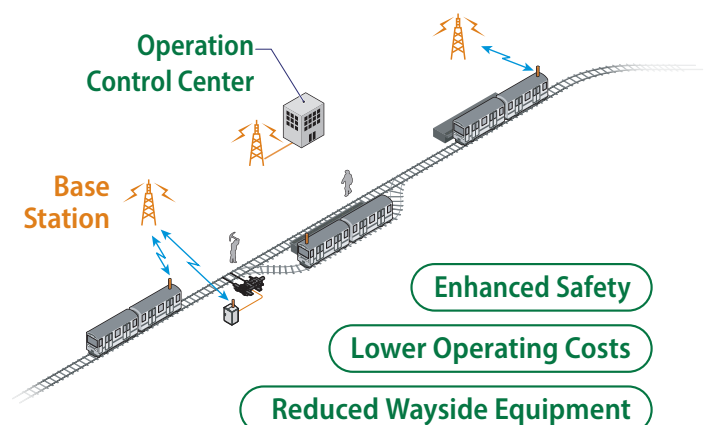 Operation
Control Center
Base
Station
Enhanced Safety
Lower Operating Costs
Reduced Wayside Equipment